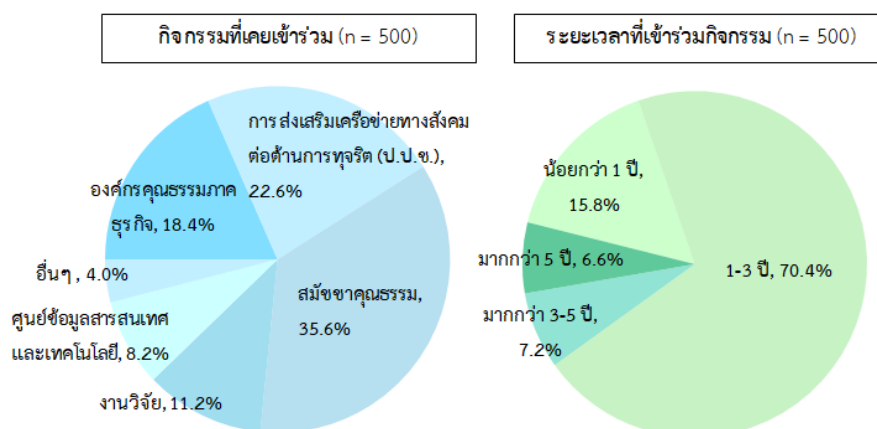 กิจกรรมที่เคยเข้าร่วม (n = 500)
การส่งเสริมเครือข่ายทางสังคม
ต่อต้านการทุจริต (ป.ป.ช.),
22.6%
องค์กรคุณธรรมภาค
ธุรกิจ, 18.4%
อื่นๆ , 4.0%
สมัชชาคุณธรรม,
35.6%
ศูนย์ข้อมูลสารสนเทศ
และเทคโนโลยี, 8.2%
งานวิจัย, 11.2%
ระยะเวลาที่เข้าร่วมกิจกรรม (n = 500)
น้อยกว่า 1 ปี,
15.8%
มากกว่า 5 ปี, 6.6%
1-3 ปี, 70.4%
มากกว่า 3-5 ปี,
7.2%